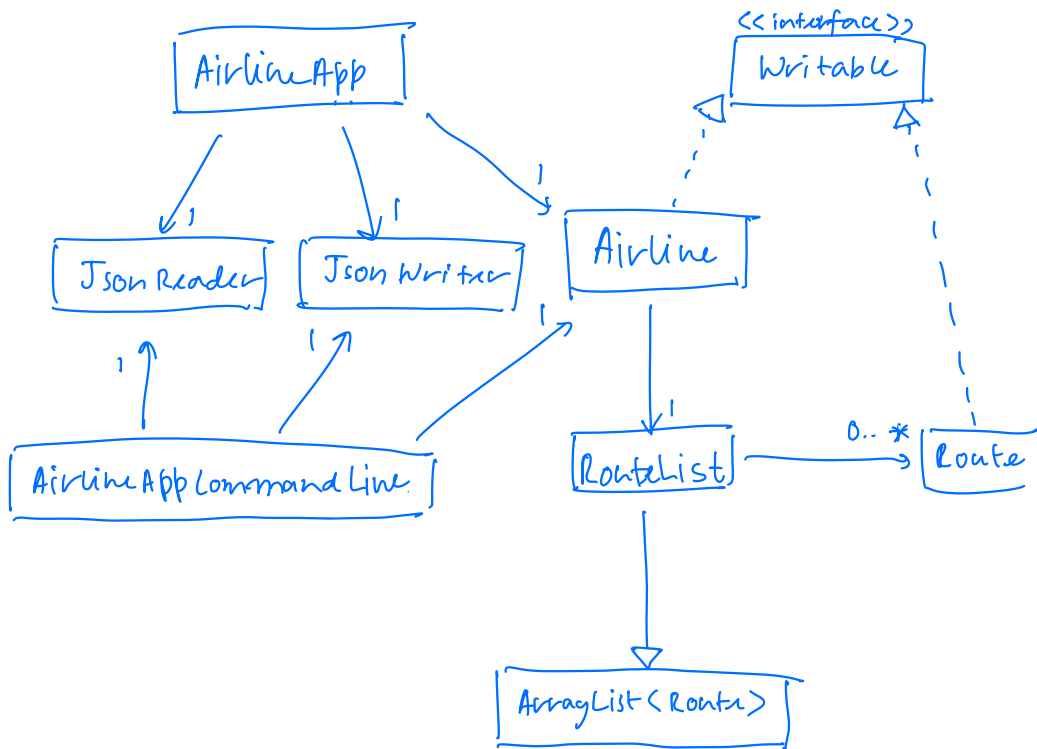 <<interface>>
Writable
AirlineApp
1
1
1
Airline
JsonReader
JsonWriter
1
1
1
1
0..*
AirlineAppCommandLine
RouteList
Route
ArrayList<Route>